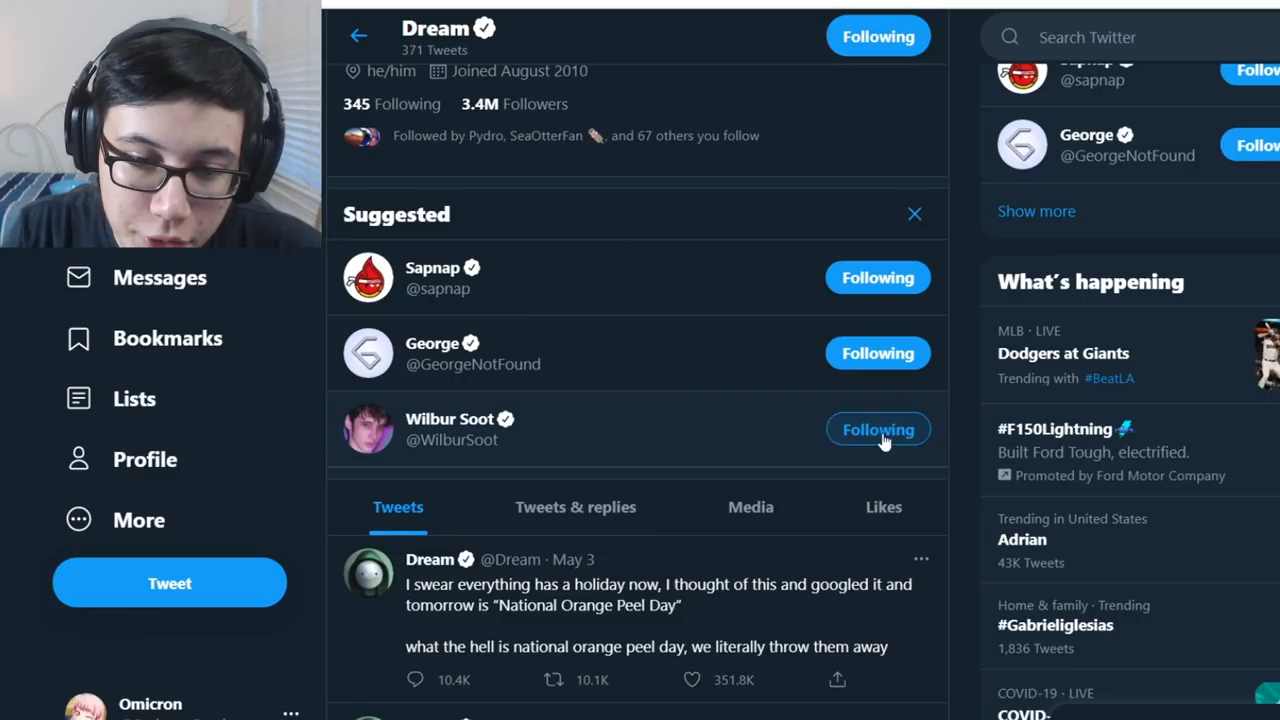 Dream
371 Tweets
Following
he/him Joined August 2010
345 Following 3.4M Followers
Followed by Pydro, SeaOtterFan and 67 others you follow
Suggested
Sapnap
@sapnap
Following
George
@GeorgeNotFound
Following
Wilbur Soot
@WilburSoot
Following
Tweets
Tweets & replies
Media
Likes
Dream @Dream · May 3
I swear everything has a holiday now, I thought of this and googled it and
tomorrow is “National Orange Peel Day”
what the hell is national orange peel day, we literally throw them away
10.4K
10.1K
351.8K
Messages
Bookmarks
Lists
Profile
More
Tweet
Omicron
Search Twitter
@sapnap
George
@GeorgeNotFound
Show more
What's happening
MLB · LIVE
Dodgers at Giants
Trending with #BeatLA
#F150Lightning
Built Ford Tough, electrified.
Promoted by Ford Motor Company
Trending in United States
Adrian
43K Tweets
Home & family · Trending
#Gabrieliglesias
1,836 Tweets
COVID-19 · LIVE
COVID-